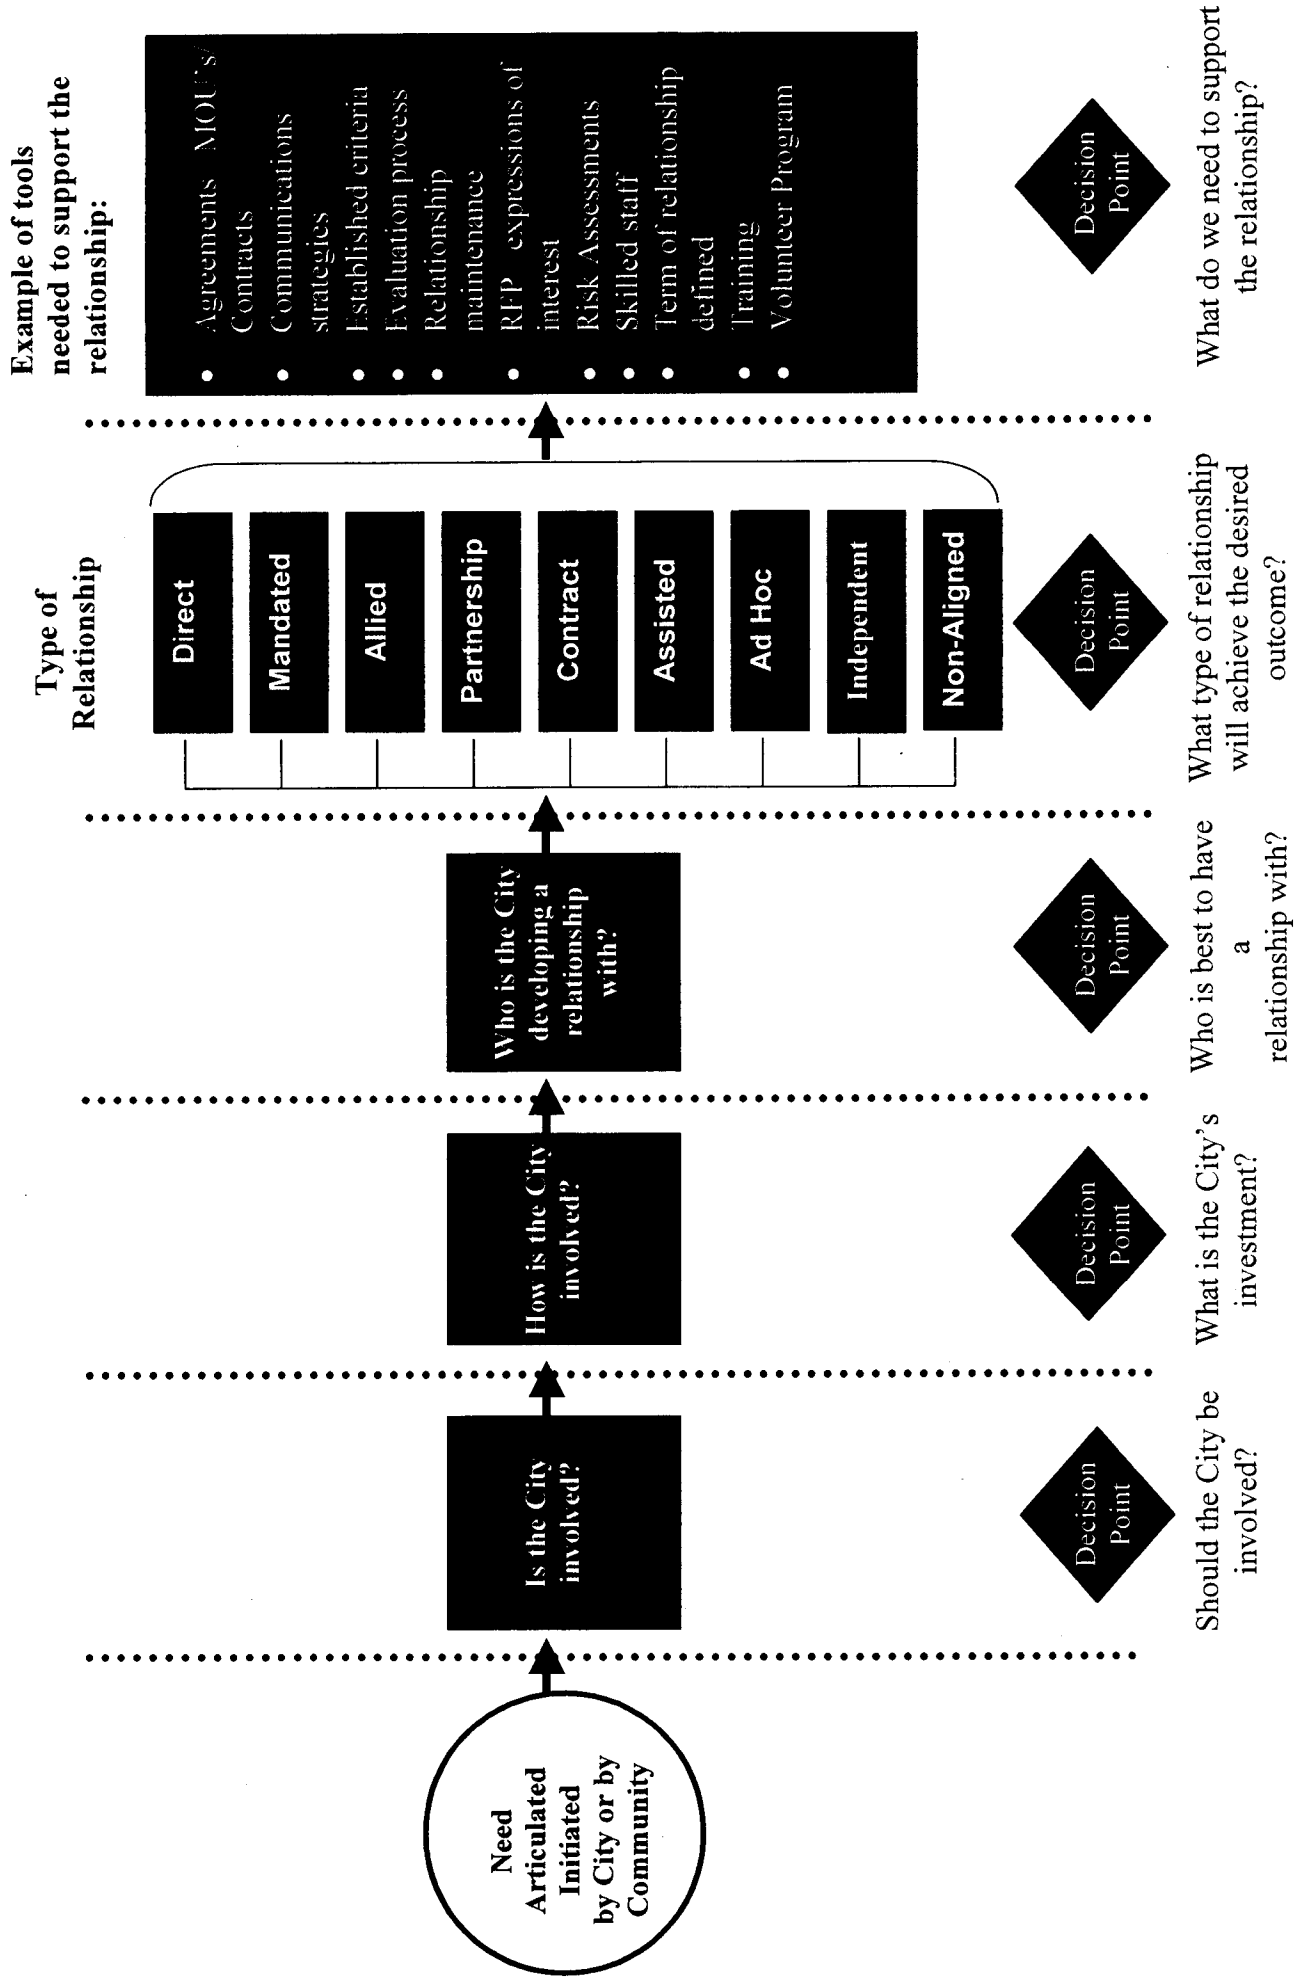 Need
Articulated
Initiated
by City or by
Community
Is the City
involved?
How is the City
involved?
Who is the City
developing a
relationship
with?
Type of
Relationship
Direct
Mandated
Allied
Partnership
Contract
Assisted
Ad Hoc
Independent
Non-Aligned
Example of tools
needed to support the
relationship:
• Agreements MOU's/
Contracts
• Communications
strategies
• Established criteria
• Evaluation process
• Relationship
maintenance
• RFP expressions of
interest
• Risk Assessments
• Skilled staff
• Term of relationship
defined
• Training
• Volunteer Program
Decision
Point
Should the City be
involved?
Decision
Point
What is the City's
investment?
Decision
Point
Who is best to have
a
relationship with?
Decision
Point
What type of relationship
will achieve the desired
outcome?
Decision
Point
What do we need to support
the relationship?